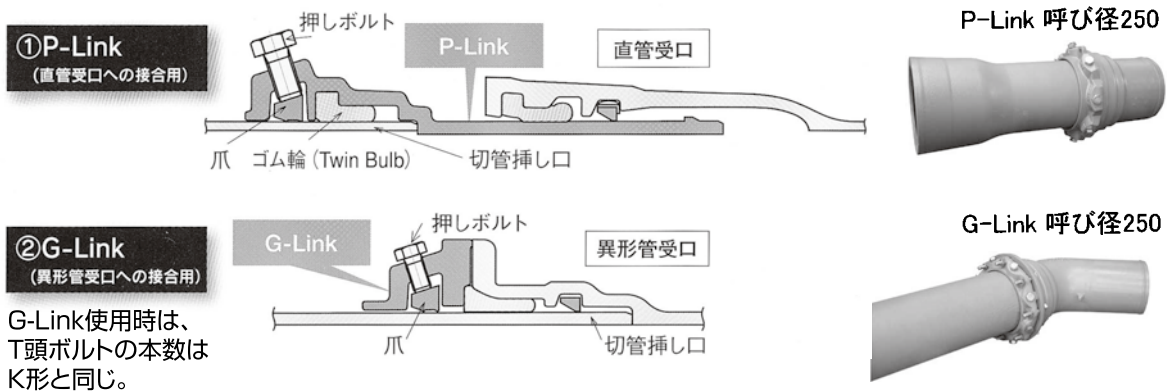 ①P-Link
(直管受口への接合用)
押しボルト
P-Link
直管受口
爪
ゴム輪(Twin Bulb)
切管挿し口
P-Link 呼び径250
②G-Link
(異形管受口への接合用)
G-Link
押しボルト
異形管受口
爪
切管挿し口
G-Link 呼び径250
G-Link使用時は、
T頭ボルトの本数は
K形と同じ。